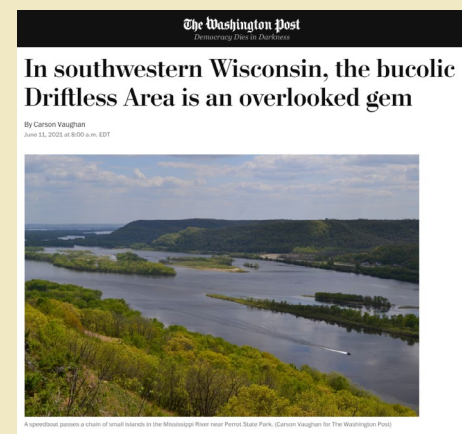 The Washington Post
Democracy Dies in Darkness
In southwestern Wisconsin, the bucolic
Driftless Area is an overlooked gem
By Carson Vaughan
June 11, 2021 at 8:00 a.m. EDT
A speedboat passes a chain of small islands in the Mississippi River near Perrot State Park. (Carson Vaughan for The Washington Post)